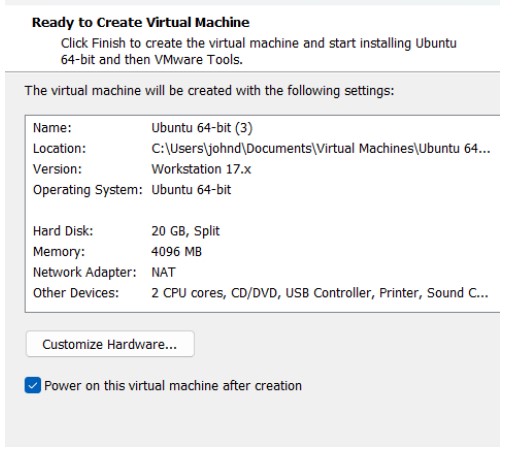 Ready to Create Virtual Machine
Click Finish to create the virtual machine and start installing Ubuntu
64-bit and then VMware Tools.
The virtual machine will be created with the following settings:
Name: Ubuntu 64-bit (3)
Location: C:\Users\johnd\Documents\Virtual Machines\Ubuntu 64...
Version: Workstation 17.x
Operating System: Ubuntu 64-bit
Hard Disk: 20 GB, Split
Memory: 4096 MB
Network Adapter: NAT
Other Devices: 2 CPU cores, CD/DVD, USB Controller, Printer, Sound C...
Customize Hardware...
Power on this virtual machine after creation